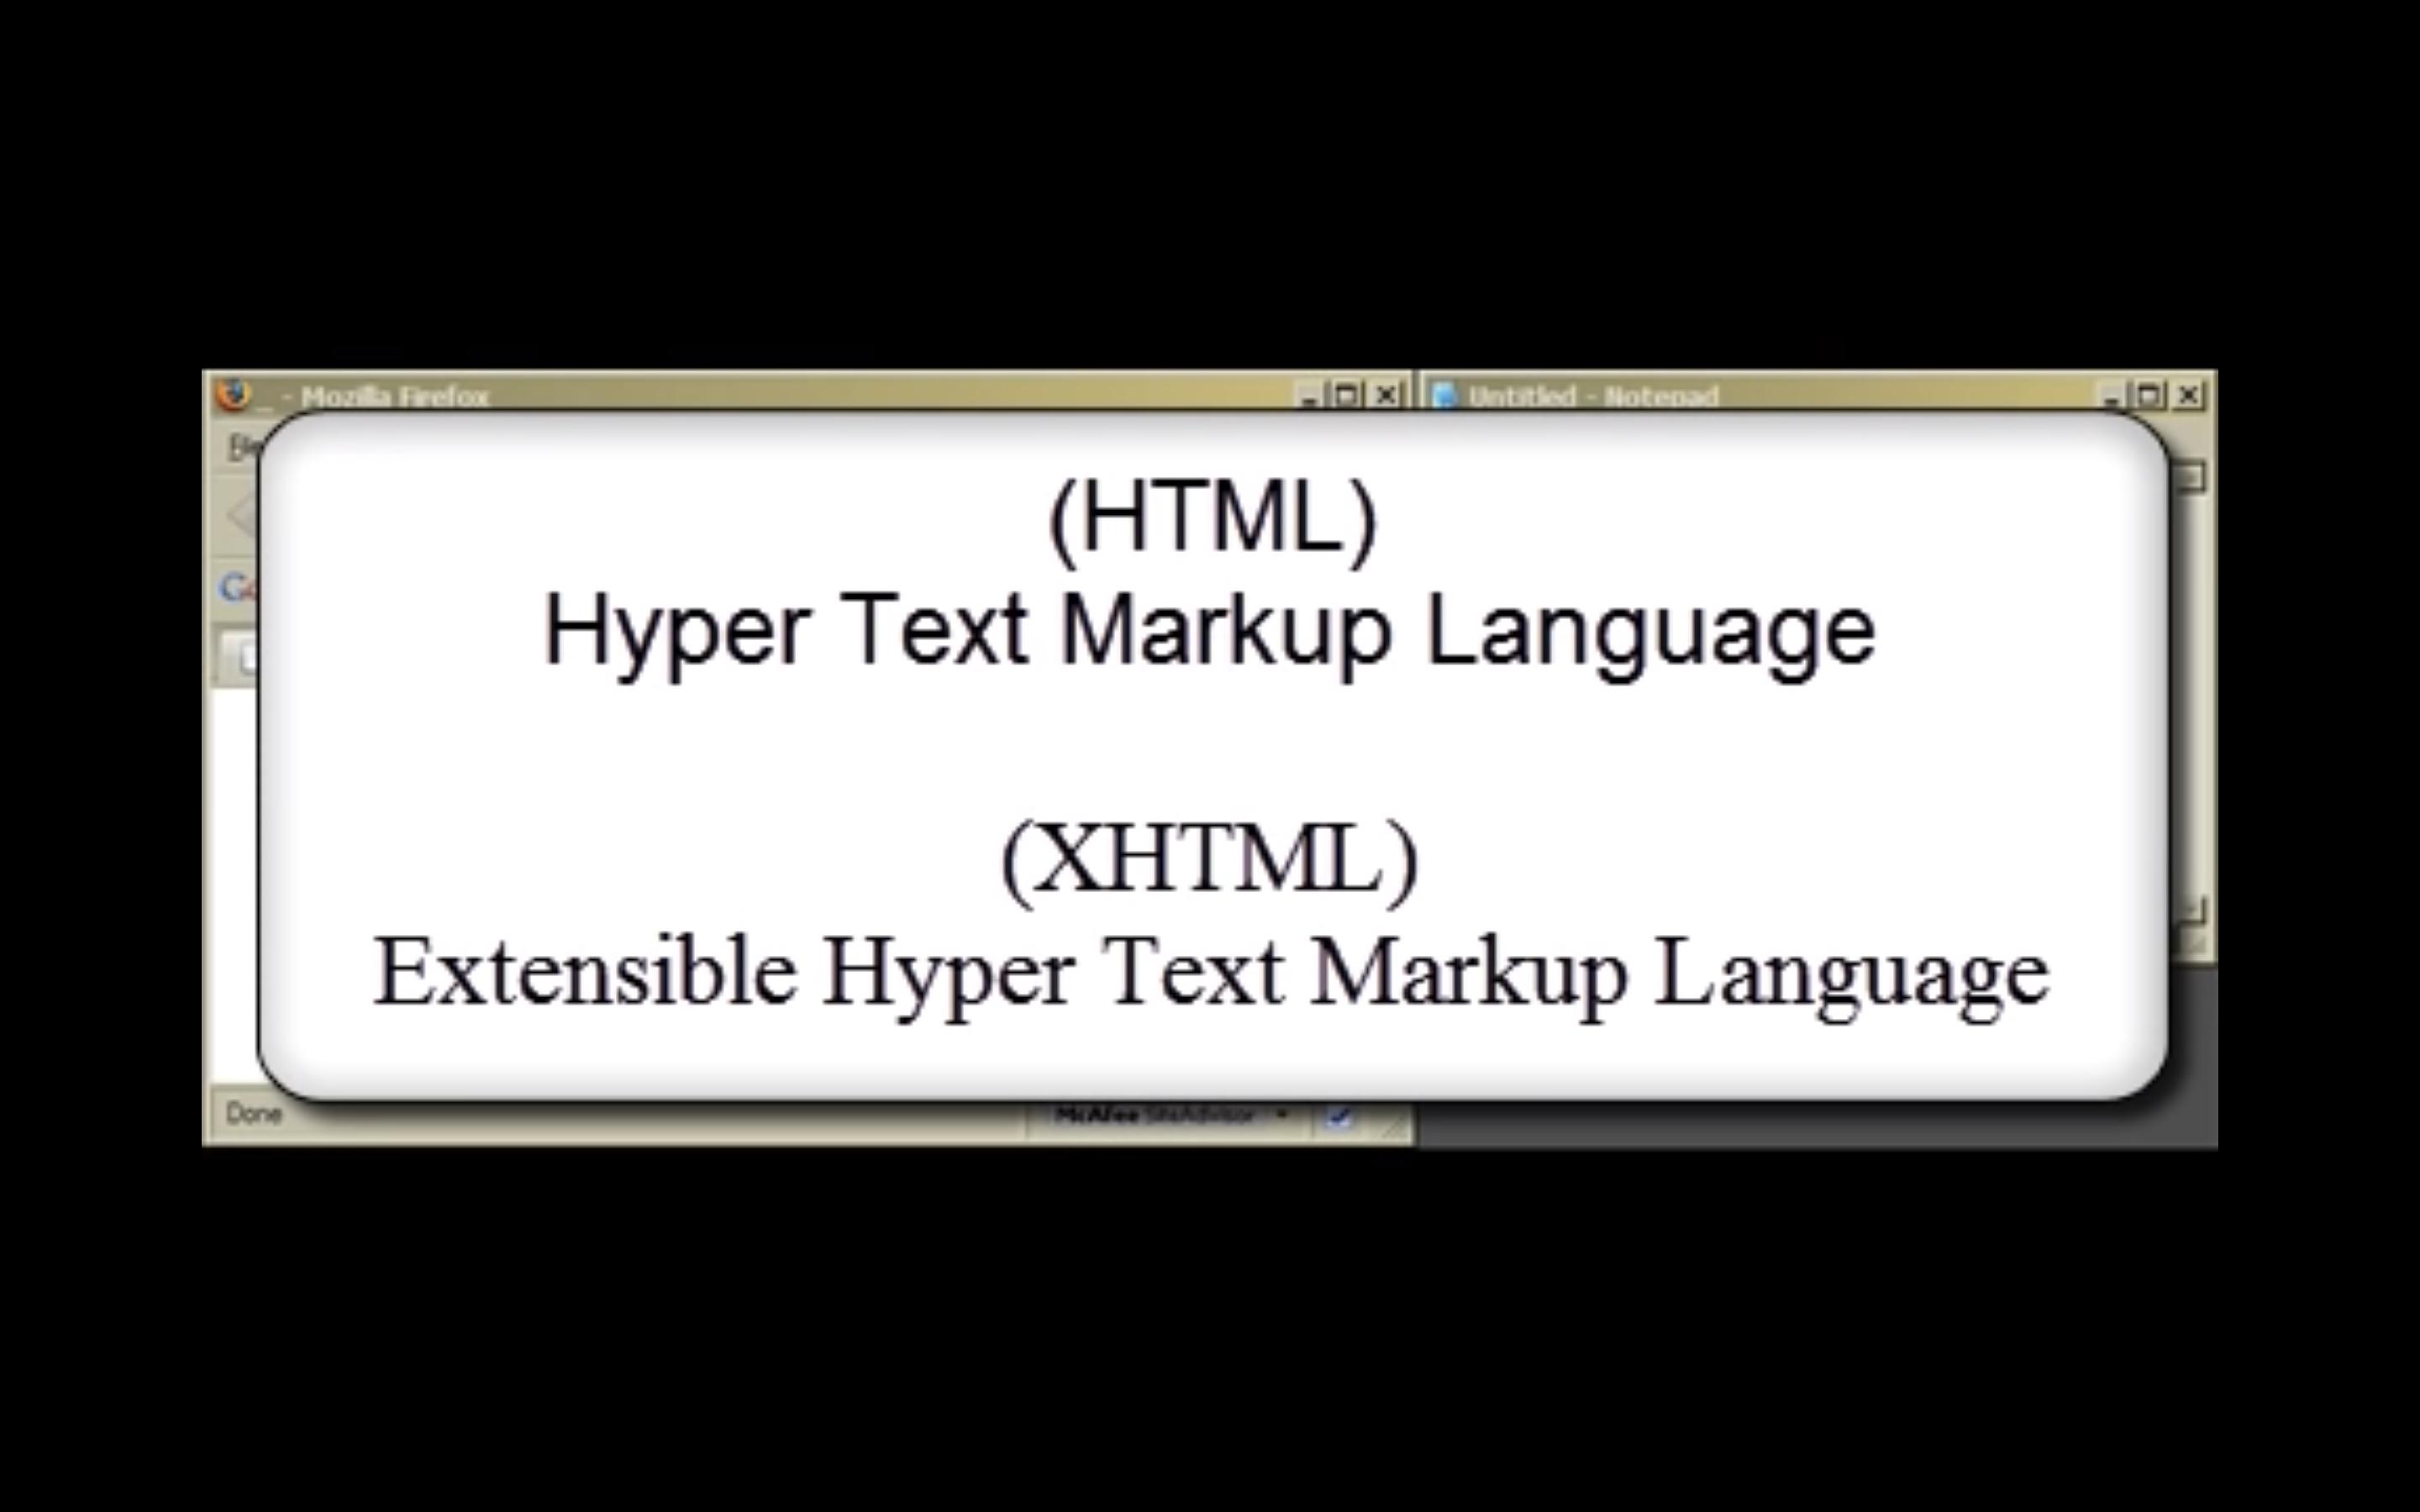 _ - Mozilla Firefox
Untitled - Notepad
(HTML)
Hyper Text Markup Language
(XHTML)
Extensible Hyper Text Markup Language
Done
McAfee SiteAdvisor